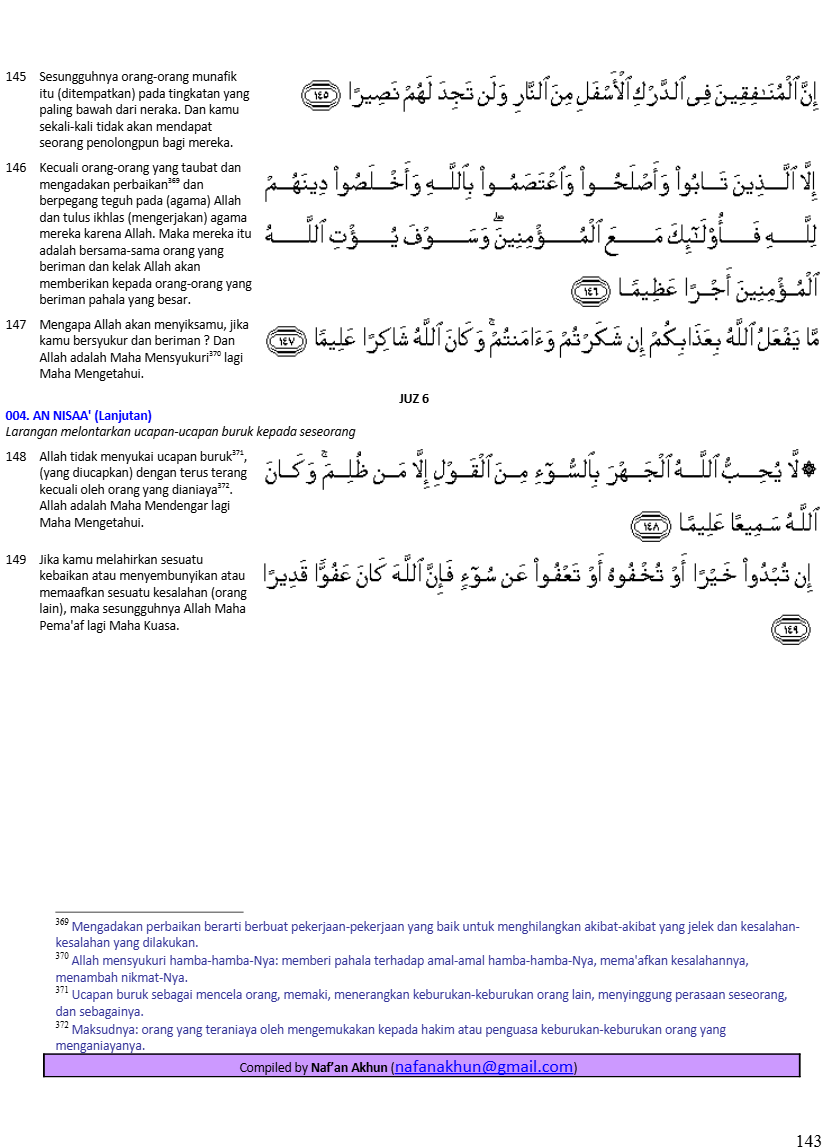 145 Sesungguhnya orang-orang munafik
itu (ditempatkan) pada tingkatan yang
paling bawah dari neraka. Dan kamu
sekali-kali tidak akan mendapat
seorang penolongpun bagi mereka.
إِنَّ ٱلْمُنَـٰفِقِينَ فِى ٱلدَّرْكِ ٱلْأَسْفَلِ مِنَ ٱلنَّارِ وَلَن تَجِدَ لَهُمْ نَصِيرًا ١٤٥
146 Kecuali orang-orang yang taubat dan
mengadakan perbaikan³⁶⁹ dan
berpegang teguh pada (agama) Allah
dan tulus ikhlas (mengerjakan) agama
mereka karena Allah. Maka mereka itu
adalah bersama-sama orang yang
beriman dan kelak Allah akan
memberikan kepada orang-orang yang
beriman pahala yang besar.
إِلَّا ٱلَّذِينَ تَابُوا۟ وَأَصْلَحُوا۟ وَٱعْتَصَمُوا۟ بِٱللَّهِ وَأَخْلَصُوا۟ دِينَهُمْ
لِلَّهِ فَأُو۟لَـٰٓئِكَ مَعَ ٱلْمُؤْمِنِينَ ۖ وَسَوْفَ يُؤْتِ ٱللَّهُ
ٱلْمُؤْمِنِينَ أَجْرًا عَظِيمًا ١٤٦
147 Mengapa Allah akan menyiksamu, jika
kamu bersyukur dan beriman ? Dan
Allah adalah Maha Mensyukuri³⁷⁰ lagi
Maha Mengetahui.
مَّا يَفْعَلُ ٱللَّهُ بِعَذَابِكُمْ إِن شَكَرْتُمْ وَءَامَنتُمْ ۚ وَكَانَ ٱللَّهُ شَاكِرًا عَلِيمًا ١٤٧
JUZ 6
004. AN NISAA' (Lanjutan)
Larangan melontarkan ucapan-ucapan buruk kepada seseorang
148 Allah tidak menyukai ucapan buruk³⁷¹,
(yang diucapkan) dengan terus terang
kecuali oleh orang yang dianiaya³⁷².
Allah adalah Maha Mendengar lagi
Maha Mengetahui.
۞ لَّا يُحِبُّ ٱللَّهُ ٱلْجَهْرَ بِٱلسُّوٓءِ مِنَ ٱلْقَوْلِ إِلَّا مَن ظُلِمَ ۚ وَكَانَ
ٱللَّهُ سَمِيعًا عَلِيمًا ١٤٨
149 Jika kamu melahirkan sesuatu
kebaikan atau menyembunyikan atau
memaafkan sesuatu kesalahan (orang
lain), maka sesungguhnya Allah Maha
Pema'af lagi Maha Kuasa.
إِن تُبْدُوا۟ خَيْرًا أَوْ تُخْفُوهُ أَوْ تَعْفُوا۟ عَن سُوٓءٍ فَإِنَّ ٱللَّهَ كَانَ عَفُوًّا قَدِيرًا
١٤٩
³⁶⁹ Mengadakan perbaikan berarti berbuat pekerjaan-pekerjaan yang baik untuk menghilangkan akibat-akibat yang jelek dan kesalahan-
kesalahan yang dilakukan.
³⁷⁰ Allah mensyukuri hamba-hamba-Nya: memberi pahala terhadap amal-amal hamba-hamba-Nya, mema'afkan kesalahannya,
menambah nikmat-Nya.
³⁷¹ Ucapan buruk sebagai mencela orang, memaki, menerangkan keburukan-keburukan orang lain, menyinggung perasaan seseorang,
dan sebagainya.
³⁷² Maksudnya: orang yang teraniaya oleh mengemukakan kepada hakim atau penguasa keburukan-keburukan orang yang
menganiayanya.
Compiled by Naf'an Akhun (nafanakhun@gmail.com)
143